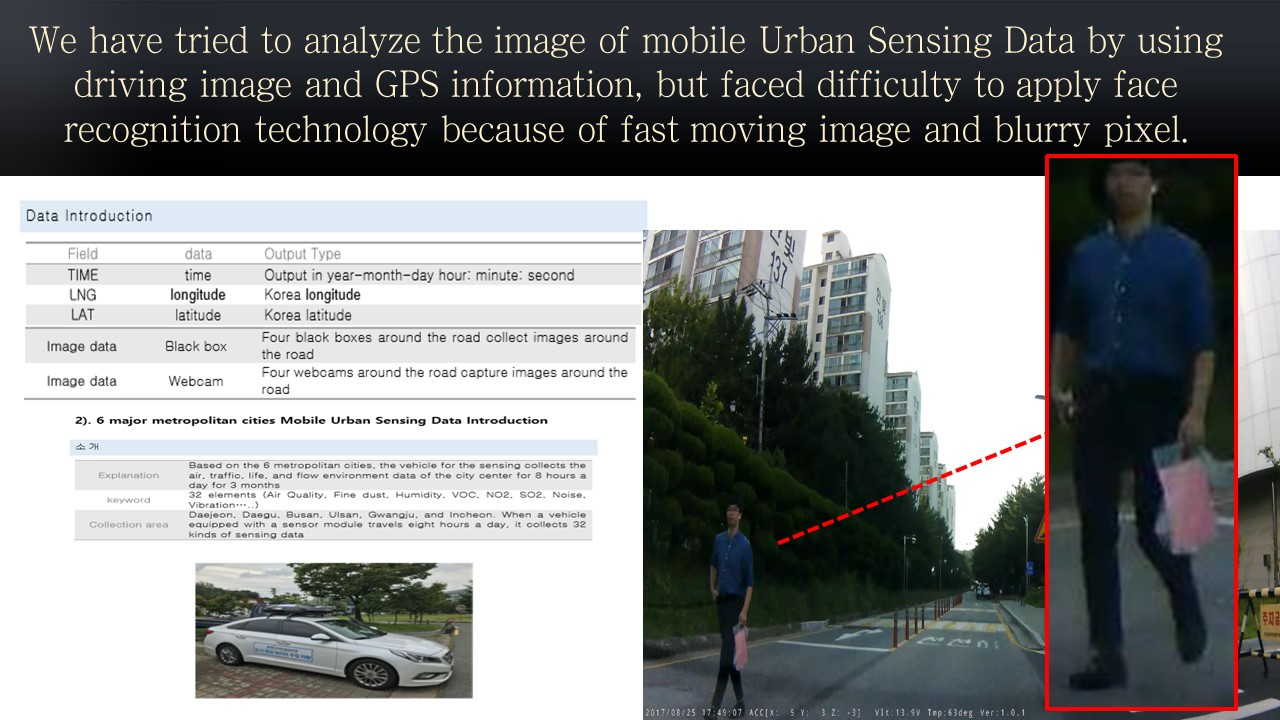 We have tried to analyze the image of mobile Urban Sensing Data by using
driving image and GPS information, but faced difficulty to apply face
recognition technology because of fast moving image and blurry pixel.
Data Introduction
Field data Output Type
TIME time Output in year-month-day hour: minute: second
LNG longitude Korea longitude
LAT latitude Korea latitude
Image data Black box Four black boxes around the road collect images around
the road
Image data Webcam Four webcams around the road capture images around the
road
2). 6 major metropolitan cities Mobile Urban Sensing Data Introduction
소 개
Explanation Based on the 6 metropolitan cities, the vehicle for the sensing collects the
air, traffic, life, and flow environment data of the city center for 8 hours a
day for 3 months
keyword 32 elements (Air Quality, Fine dust, Humidity, VOC, NO2, SO2, Noise,
Vibration…..)
Collection area Daejeon, Daegu, Busan, Ulsan, Gwangju, and Incheon. When a vehicle
equipped with a sensor module travels eight hours a day, it collects 32
kinds of sensing data
137
2017/08/25 17:49:07 ACC[X: 5 Y: 3 Z: -3] Vlt:13.9V Tmp:63deg Ver:1.0.1